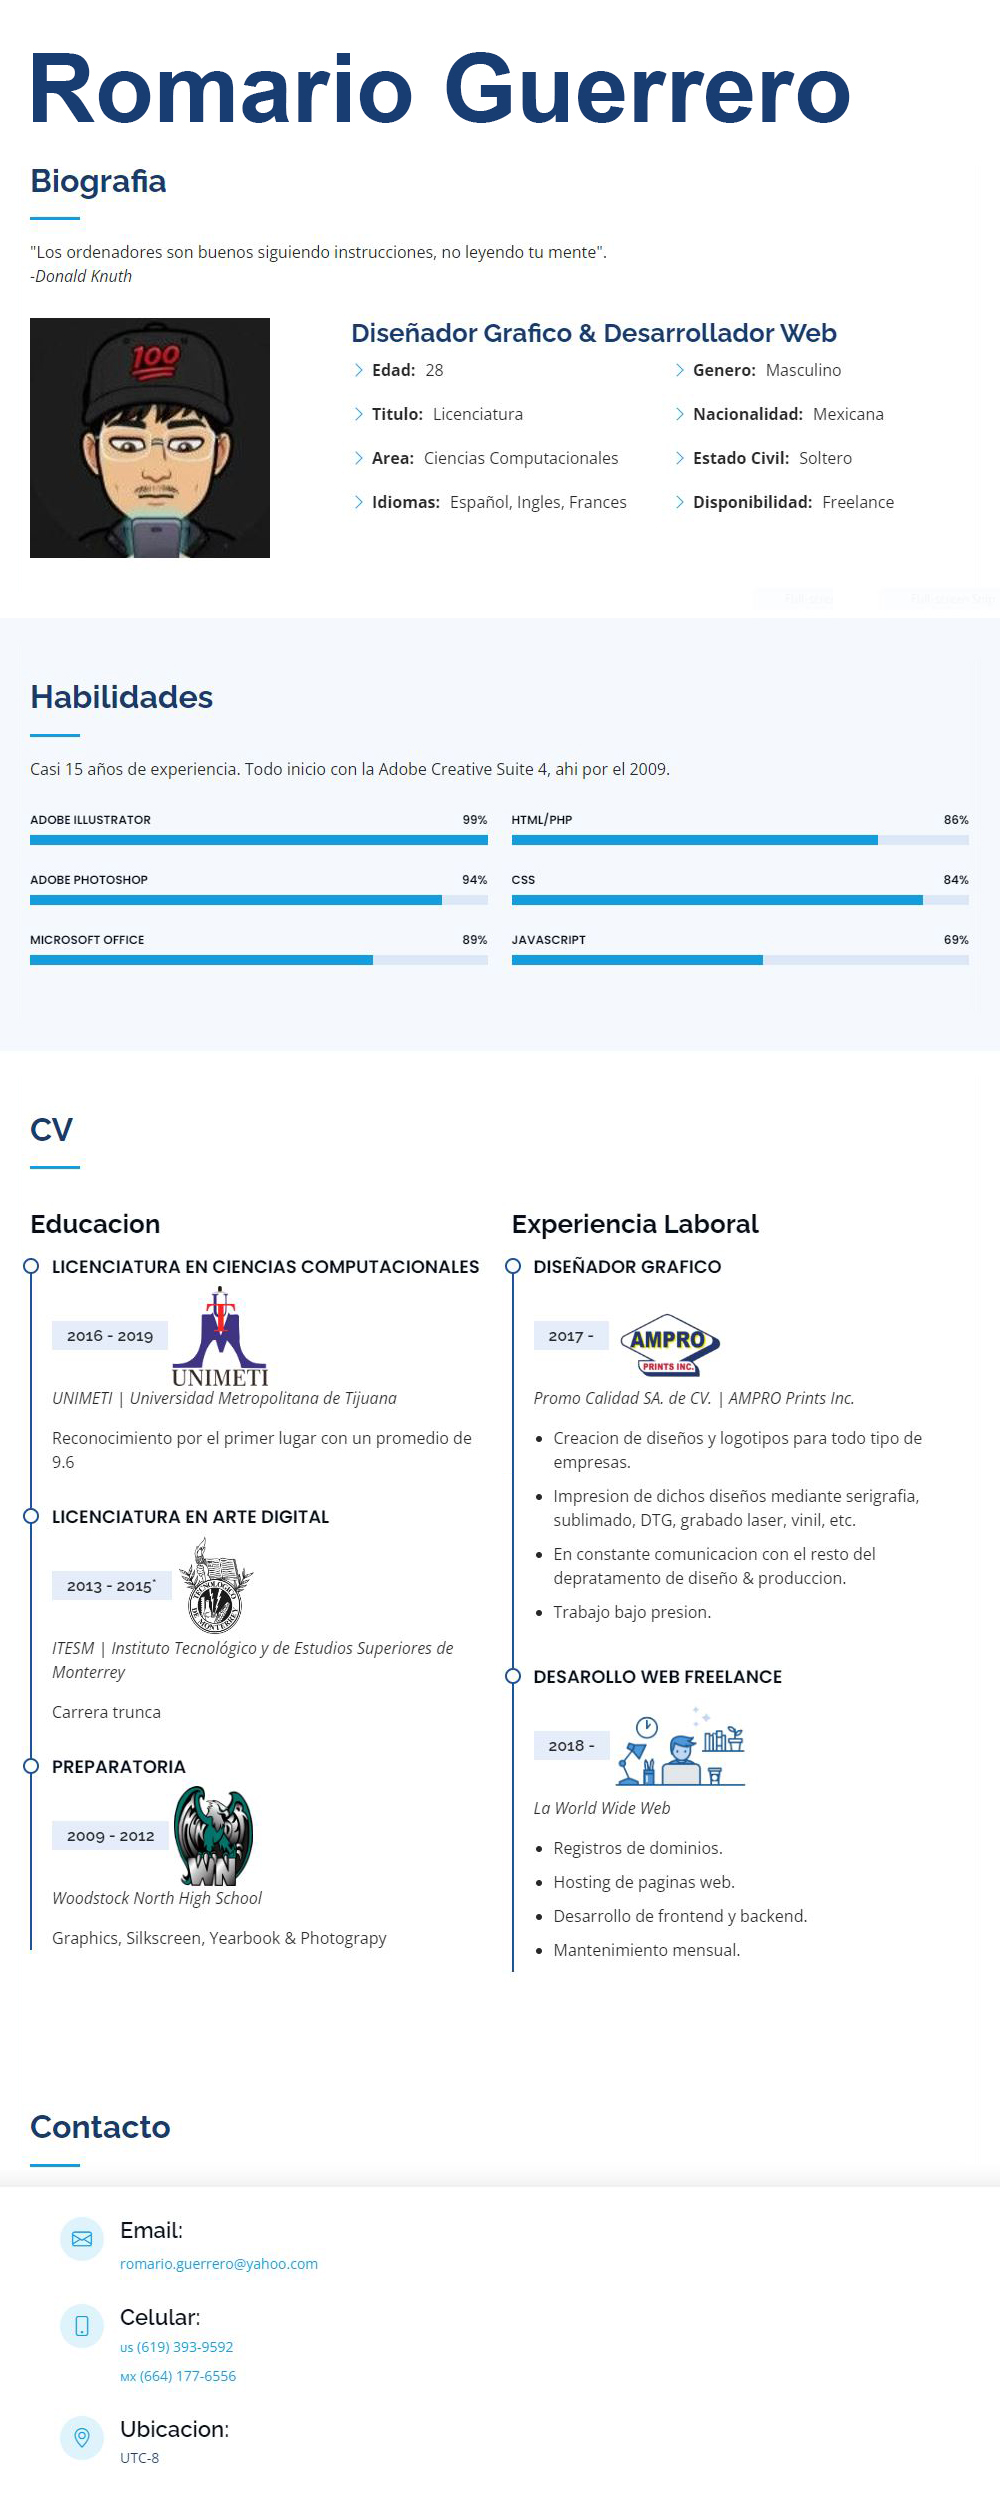 Romario Guerrero
Biografia
"Los ordenadores son buenos siguiendo instrucciones, no leyendo tu mente".
-Donald Knuth
100
Diseñador Grafico & Desarrollador Web
Edad: 28
Genero: Masculino
Titulo: Licenciatura
Nacionalidad: Mexicana
Area: Ciencias Computacionales
Estado Civil: Soltero
Idiomas: Español, Ingles, Frances
Disponibilidad: Freelance
Habilidades
Casi 15 años de experiencia. Todo inicio con la Adobe Creative Suite 4, ahi por el 2009.
ADOBE ILLUSTRATOR 99%
HTML/PHP 86%
ADOBE PHOTOSHOP 94%
CSS 84%
MICROSOFT OFFICE 89%
JAVASCRIPT 69%
CV
Educacion
LICENCIATURA EN CIENCIAS COMPUTACIONALES
2016 - 2019
UNIMETI
UNIMETI | Universidad Metropolitana de Tijuana
Reconocimiento por el primer lugar con un promedio de
9.6
LICENCIATURA EN ARTE DIGITAL
2013 - 2015*
TECNOLOGICO
DE MONTERREY
ITESM | Instituto Tecnológico y de Estudios Superiores de
Monterrey
Carrera trunca
PREPARATORIA
2009 - 2012
WN
Woodstock North High School
Graphics, Silkscreen, Yearbook & Photograpy
Experiencia Laboral
DISEÑADOR GRAFICO
2017 -
AMPRO
PRINTS INC.
Promo Calidad SA. de CV. | AMPRO Prints Inc.
Creacion de diseños y logotipos para todo tipo de
empresas.
Impresion de dichos diseños mediante serigrafia,
sublimado, DTG, grabado laser, vinil, etc.
En constante comunicacion con el resto del
depratamento de diseño & produccion.
Trabajo bajo presion.
DESAROLLO WEB FREELANCE
2018 -
La World Wide Web
Registros de dominios.
Hosting de paginas web.
Desarrollo de frontend y backend.
Mantenimiento mensual.
Contacto
Email:
romario.guerrero@yahoo.com
Celular:
US (619) 393-9592
MX (664) 177-6556
Ubicacion:
UTC-8